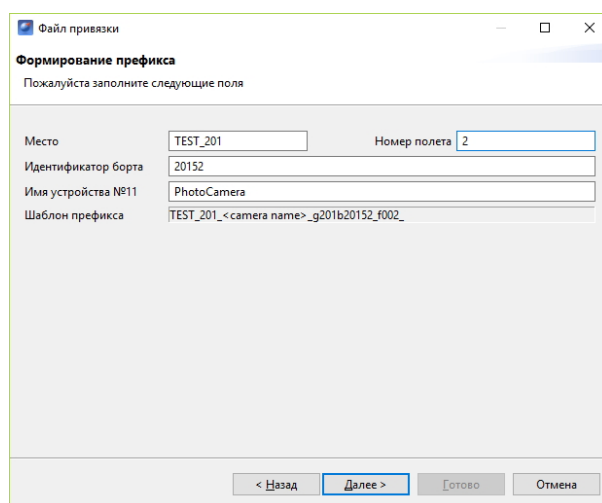 Файл привязки
Формирование префикса
Пожалуйста заполните следующие поля
Место TEST_201 Номер полета 2
Идентификатор борта 20152
Имя устройства №11 PhotoCamera
Шаблон префикса TEST_201_<camera name>_g201b20152_f002_
< Назад Далее > Готово Отмена